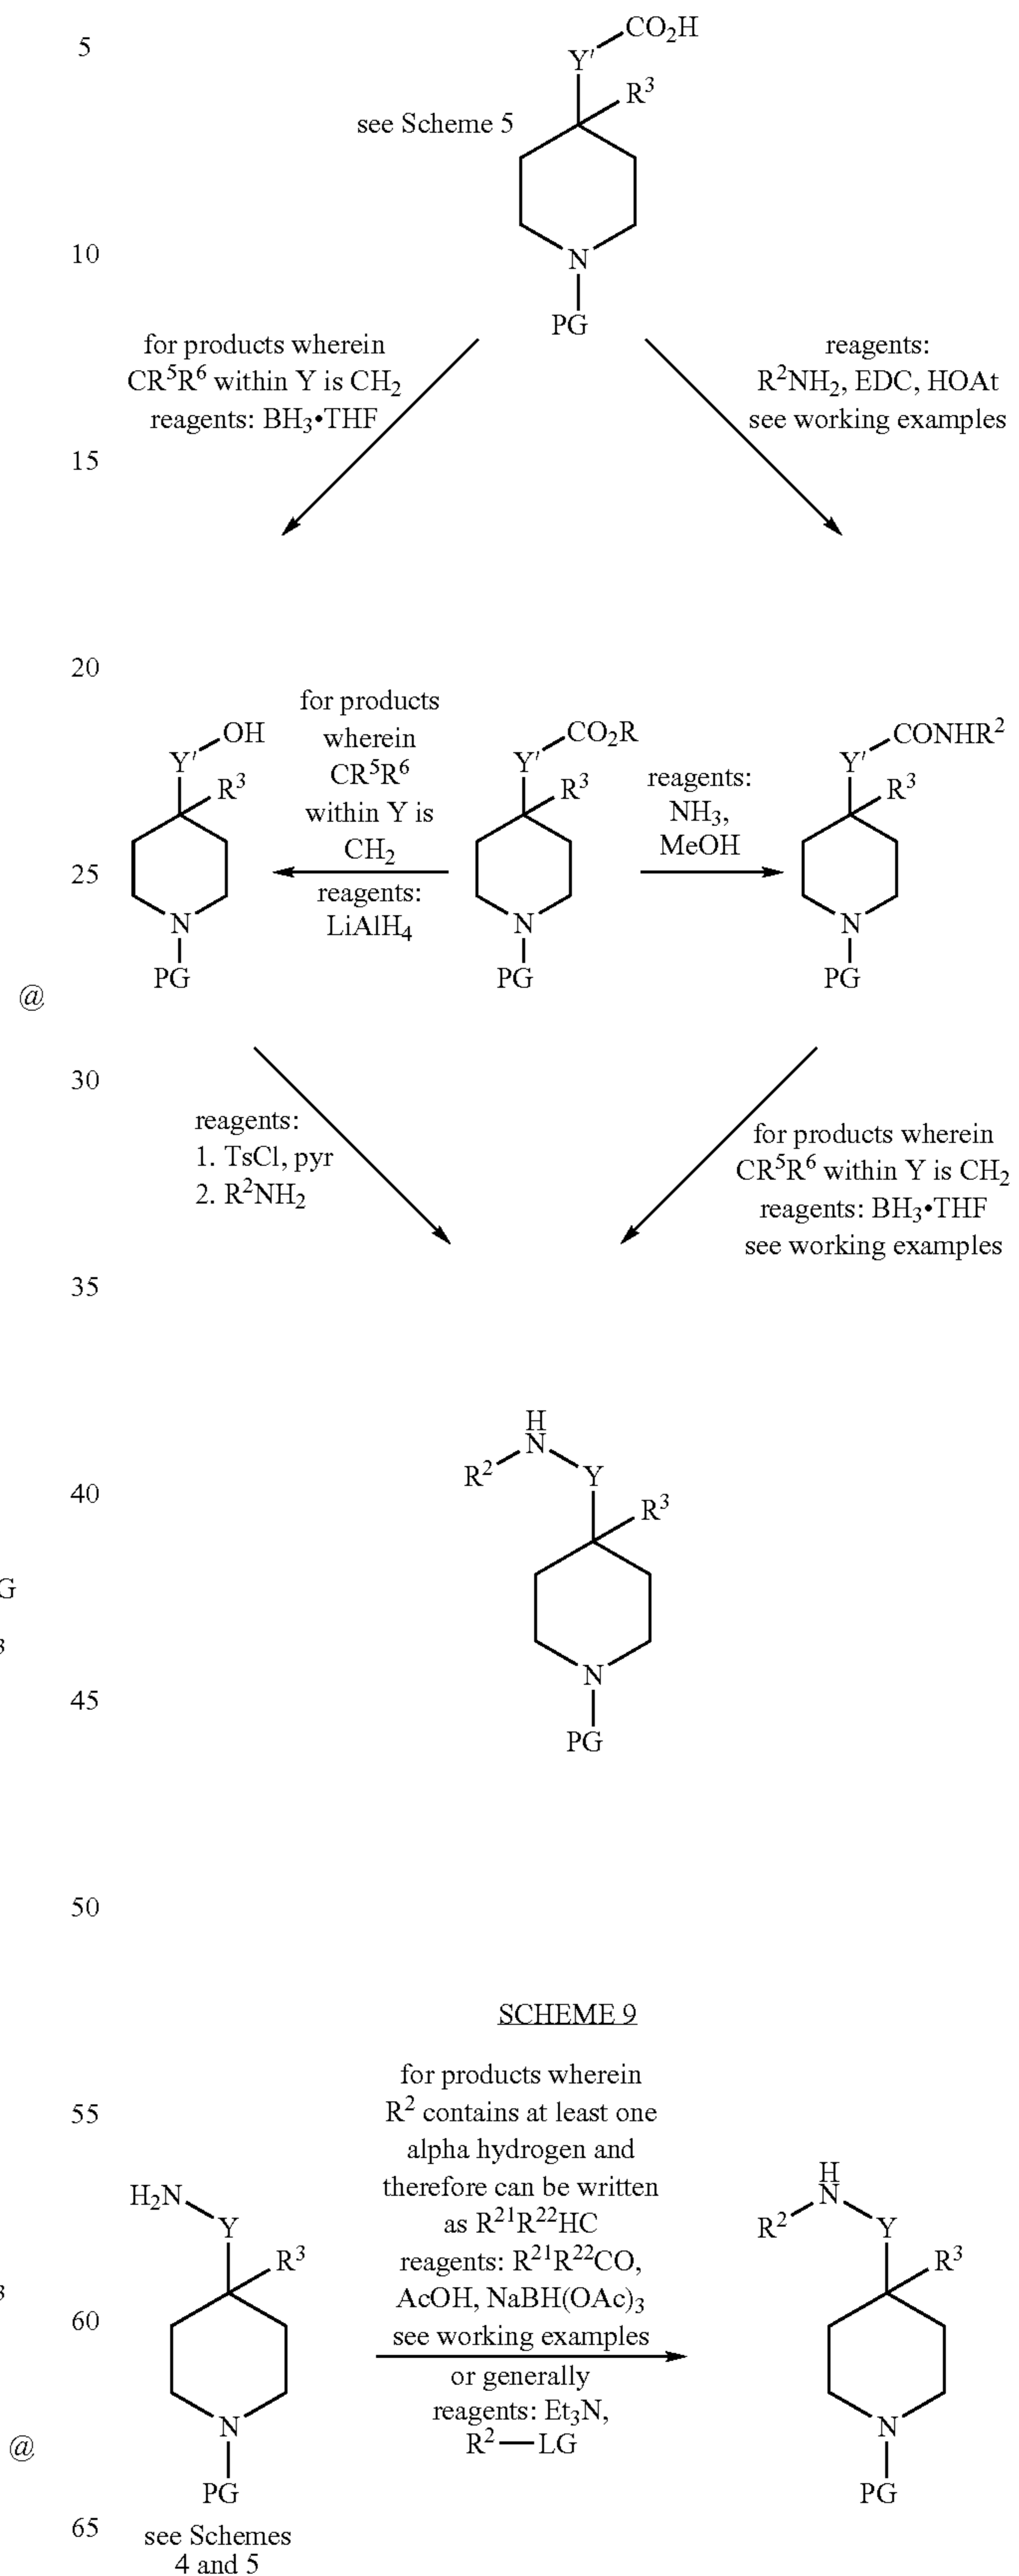 5
CO₂H
Y′
R³
see Scheme 5
10
N
PG
for products wherein
CR⁵R⁶ within Y is CH₂
reagents: BH₃•THF
reagents:
R²NH₂, EDC, HOAt
see working examples
15
20
OH
Y′
R³
N
PG
for products
wherein
CR⁵R⁶
within Y is
CH₂
reagents:
LiAlH₄
CO₂R
Y′
R³
N
PG
reagents:
NH₃,
MeOH
CONHR²
Y′
R³
N
PG
25
@
30
reagents:
1. TsCl, pyr
2. R²NH₂
for products wherein
CR⁵R⁶ within Y is CH₂
reagents: BH₃•THF
see working examples
35
H
N
R²
Y
R³
40
G
3
N
PG
45
50
SCHEME 9
for products wherein
R² contains at least one
alpha hydrogen and
therefore can be written
as R²¹R²²HC
reagents: R²¹R²²CO,
AcOH, NaBH(OAc)₃
see working examples
or generally
reagents: Et₃N,
R²—LG
55
H₂N
Y
R³
N
PG
see Schemes
4 and 5
H
N
R²
Y
R³
N
PG
3
60
@
65